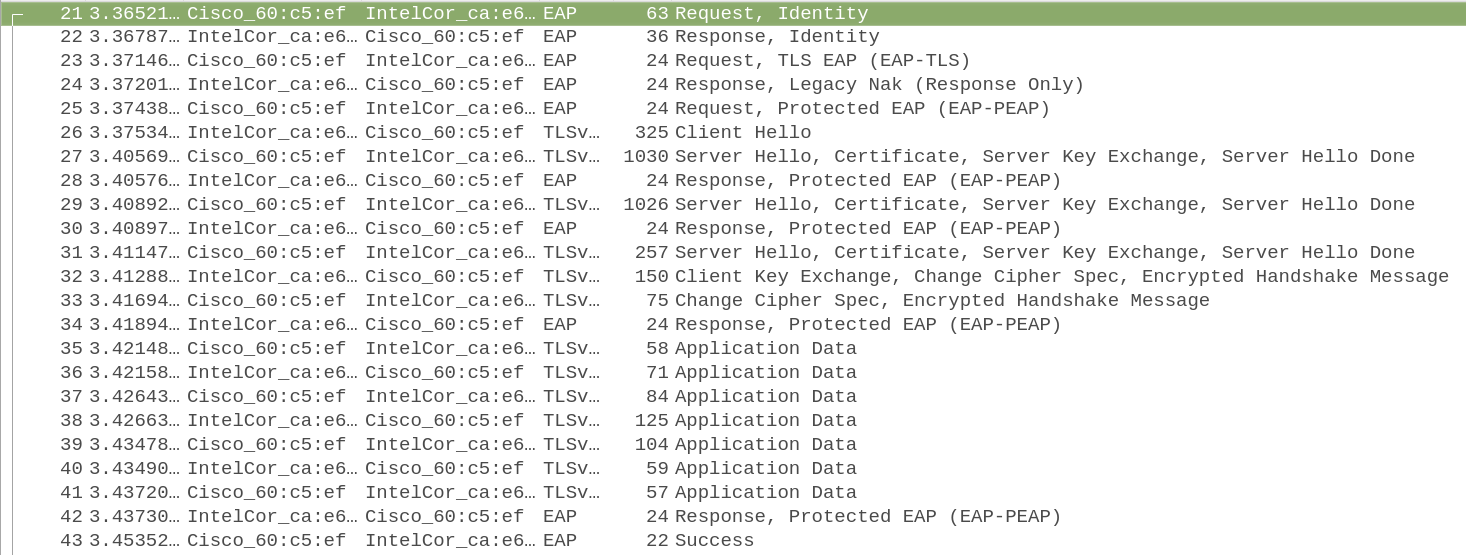 21 3.36521… Cisco_60:c5:ef IntelCor_ca:e6… EAP 63 Request, Identity
22 3.36787… IntelCor_ca:e6… Cisco_60:c5:ef EAP 36 Response, Identity
23 3.37146… Cisco_60:c5:ef IntelCor_ca:e6… EAP 24 Request, TLS EAP (EAP-TLS)
24 3.37201… IntelCor_ca:e6… Cisco_60:c5:ef EAP 24 Response, Legacy Nak (Response Only)
25 3.37438… Cisco_60:c5:ef IntelCor_ca:e6… EAP 24 Request, Protected EAP (EAP-PEAP)
26 3.37534… IntelCor_ca:e6… Cisco_60:c5:ef TLSv… 325 Client Hello
27 3.40569… Cisco_60:c5:ef IntelCor_ca:e6… TLSv… 1030 Server Hello, Certificate, Server Key Exchange, Server Hello Done
28 3.40576… IntelCor_ca:e6… Cisco_60:c5:ef EAP 24 Response, Protected EAP (EAP-PEAP)
29 3.40892… Cisco_60:c5:ef IntelCor_ca:e6… TLSv… 1026 Server Hello, Certificate, Server Key Exchange, Server Hello Done
30 3.40897… IntelCor_ca:e6… Cisco_60:c5:ef EAP 24 Response, Protected EAP (EAP-PEAP)
31 3.41147… Cisco_60:c5:ef IntelCor_ca:e6… TLSv… 257 Server Hello, Certificate, Server Key Exchange, Server Hello Done
32 3.41288… IntelCor_ca:e6… Cisco_60:c5:ef TLSv… 150 Client Key Exchange, Change Cipher Spec, Encrypted Handshake Message
33 3.41694… Cisco_60:c5:ef IntelCor_ca:e6… TLSv… 75 Change Cipher Spec, Encrypted Handshake Message
34 3.41894… IntelCor_ca:e6… Cisco_60:c5:ef EAP 24 Response, Protected EAP (EAP-PEAP)
35 3.42148… Cisco_60:c5:ef IntelCor_ca:e6… TLSv… 58 Application Data
36 3.42158… IntelCor_ca:e6… Cisco_60:c5:ef TLSv… 71 Application Data
37 3.42643… Cisco_60:c5:ef IntelCor_ca:e6… TLSv… 84 Application Data
38 3.42663… IntelCor_ca:e6… Cisco_60:c5:ef TLSv… 125 Application Data
39 3.43478… Cisco_60:c5:ef IntelCor_ca:e6… TLSv… 104 Application Data
40 3.43490… IntelCor_ca:e6… Cisco_60:c5:ef TLSv… 59 Application Data
41 3.43720… Cisco_60:c5:ef IntelCor_ca:e6… TLSv… 57 Application Data
42 3.43730… IntelCor_ca:e6… Cisco_60:c5:ef EAP 24 Response, Protected EAP (EAP-PEAP)
43 3.45352… Cisco_60:c5:ef IntelCor_ca:e6… EAP 22 Success